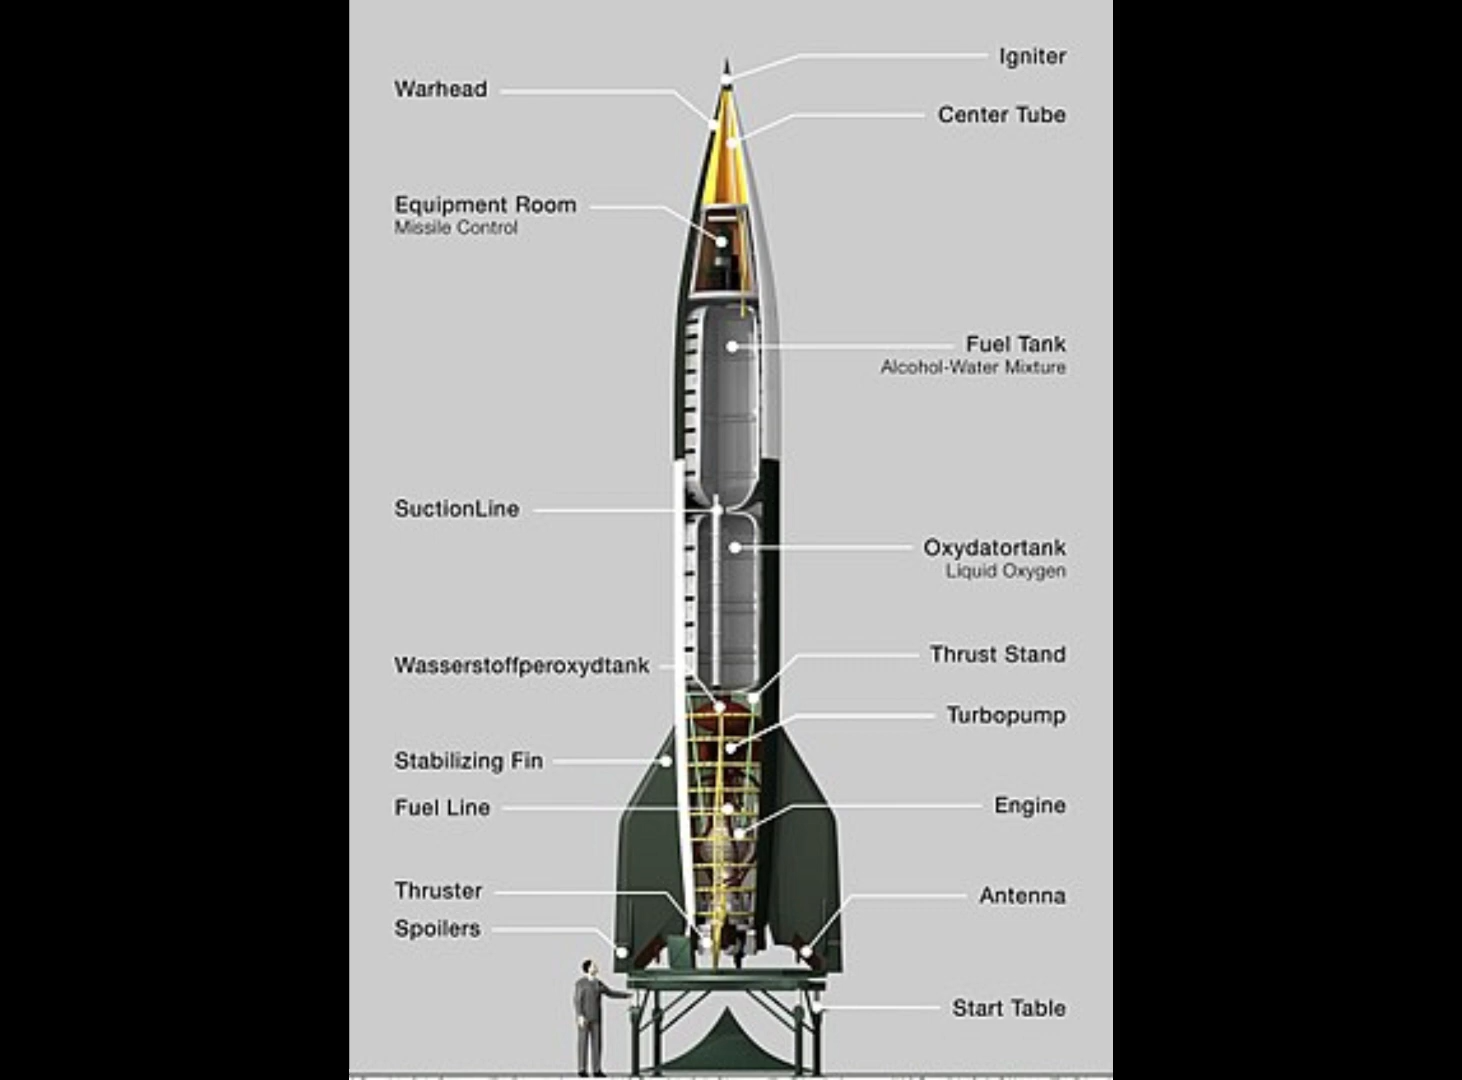 Igniter
Warhead
Center Tube
Equipment Room
Missile Control
Fuel Tank
Alcohol-Water Mixture
SuctionLine
Oxydatortank
Liquid Oxygen
Thrust Stand
Wasserstoffperoxydtank
Turbopump
Stabilizing Fin
Fuel Line
Engine
Thruster
Antenna
Spoilers
Start Table